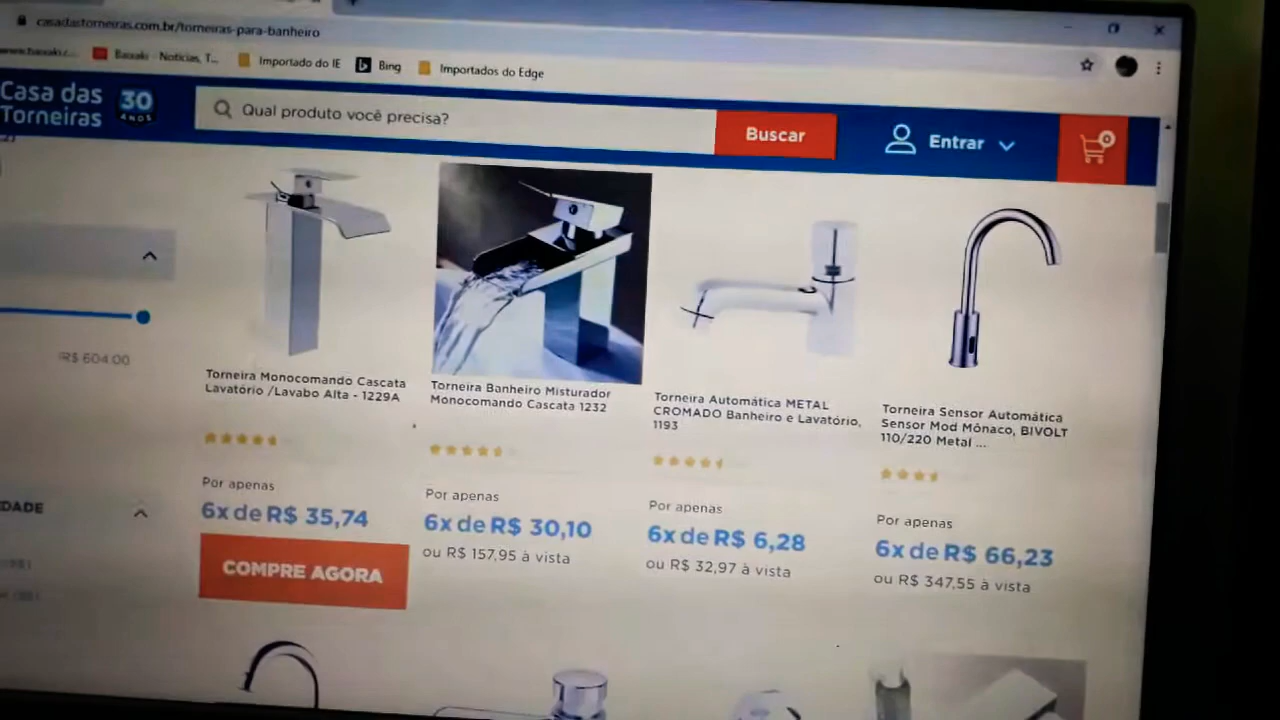 casadastorneiras.com.br/torneiras-para-banheiro
Baixaki - Notícias, T...
Importado do IE
Bing
Importados do Edge
Casa das
Torneiras
30
ANOS
Qual produto você precisa?
Buscar
Entrar
0
R$ 604.00
Torneira Monocomando Cascata
Lavatório /Lavabo Alta - 1229A
Por apenas
6x de R$ 35,74
COMPRE AGORA
Torneira Banheiro Misturador
Monocomando Cascata 1232
Por apenas
6x de R$ 30,10
ou R$ 157,95 à vista
Torneira Automática METAL
CROMADO Banheiro e Lavatório,
1193
Por apenas
6x de R$ 6,28
ou R$ 32,97 à vista
Torneira Sensor Automática
Sensor Mod Mônaco, BIVOLT
110/220 Metal ...
Por apenas
6x de R$ 66,23
ou R$ 347,55 à vista
DADE